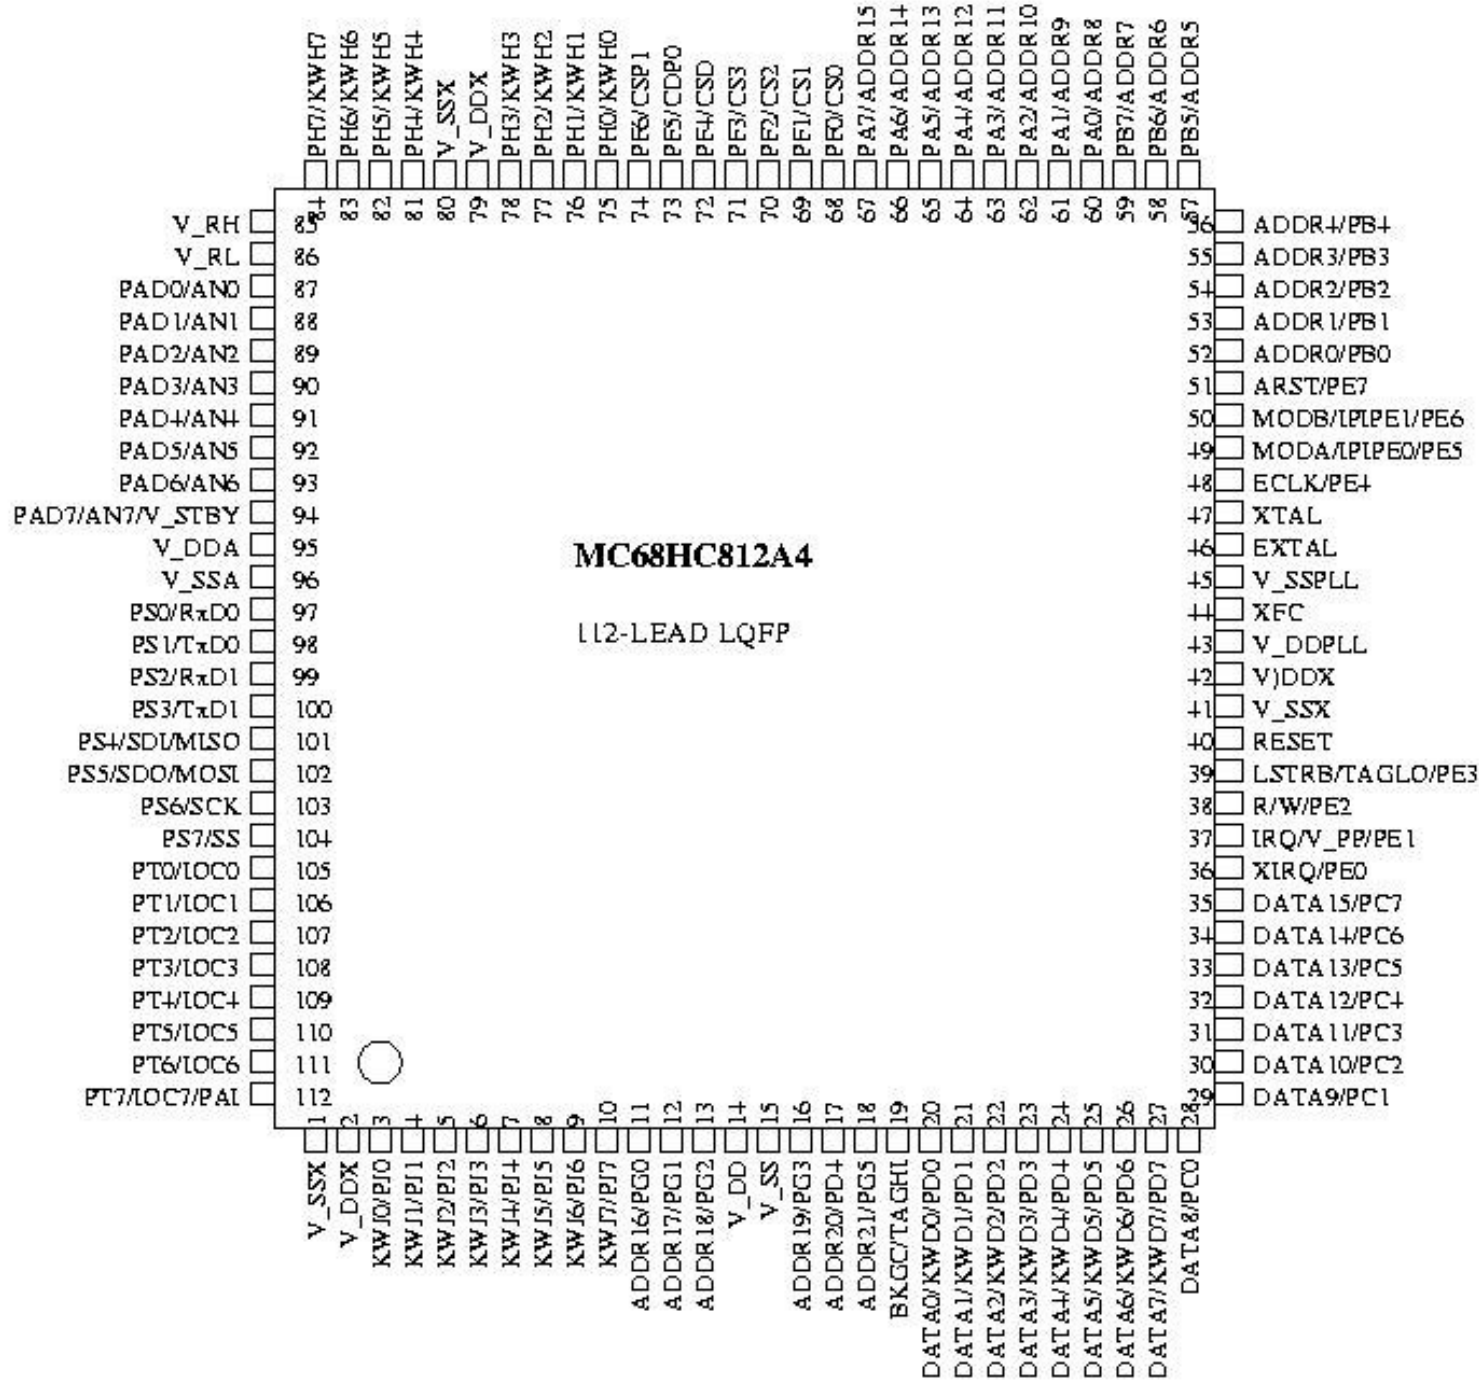 PH7/KWH7
PH6/KWH6
PH5/KWH5
PH4/KWH4
V_SSX
V_DDX
PH3/KWH3
PH2/KWH2
PH1/KWH1
PH0/KWH0
PF6/CSP1
PF5/CDP0
PF4/CSD
PF3/CS3
PF2/CS2
PF1/CS1
PF0/CS0
PA7/ADDR15
PA6/ADDR14
PA5/ADDR13
PA4/ADDR12
PA3/ADDR11
PA2/ADDR10
PA1/ADDR9
PA0/ADDR8
PB7/ADDR7
PB6/ADDR6
PB5/ADDR5
84 83 82 81 80 79 78 77 76 75 74 73 72 71 70 69 68 67 66 65 64 63 62 61 60 59 58 57
V_RH 85
V_RL 86
PAD0/AN0 87
PAD1/AN1 88
PAD2/AN2 89
PAD3/AN3 90
PAD4/AN4 91
PAD5/AN5 92
PAD6/AN6 93
PAD7/AN7/V_STBY 94
V_DDA 95
V_SSA 96
PS0/RxD0 97
PS1/TxD0 98
PS2/RxD1 99
PS3/TxD1 100
PS4/SDI/MISO 101
PS5/SDO/MOSI 102
PS6/SCK 103
PS7/SS 104
PT0/IOC0 105
PT1/IOC1 106
PT2/IOC2 107
PT3/IOC3 108
PT4/IOC4 109
PT5/IOC5 110
PT6/IOC6 111
PT7/IOC7/PAI 112
MC68HC812A4
112-LEAD LQFP
56 ADDR4/PB4
55 ADDR3/PB3
54 ADDR2/PB2
53 ADDR1/PB1
52 ADDR0/PB0
51 ARST/PE7
50 MODB/IPIPE1/PE6
49 MODA/IPIPE0/PE5
48 ECLK/PE4
47 XTAL
46 EXTAL
45 V_SSPLL
44 XFC
43 V_DDPLL
42 V)DDX
41 V_SSX
40 RESET
39 LSTRB/TAGLO/PE3
38 R/W/PE2
37 IRQ/V_PP/PE1
36 XIRQ/PE0
35 DATA15/PC7
34 DATA14/PC6
33 DATA13/PC5
32 DATA12/PC4
31 DATA11/PC3
30 DATA10/PC2
29 DATA9/PC1
1 2 3 4 5 6 7 8 9 10 11 12 13 14 15 16 17 18 19 20 21 22 23 24 25 26 27 28
V_SSX
V_DDX
KWJ0/PJ0
KWJ1/PJ1
KWJ2/PJ2
KWJ3/PJ3
KWJ4/PJ4
KWJ5/PJ5
KWJ6/PJ6
KWJ7/PJ7
ADDR16/PG0
ADDR17/PG1
ADDR18/PG2
V_DD
V_SS
ADDR19/PG3
ADDR20/PD4
ADDR21/PG5
BKGC/TAGHI
DATA0/KWD0/PD0
DATA1/KWD1/PD1
DATA2/KWD2/PD2
DATA3/KWD3/PD3
DATA4/KWD4/PD4
DATA5/KWD5/PD5
DATA6/KWD6/PD6
DATA7/KWD7/PD7
DATA8/PC0